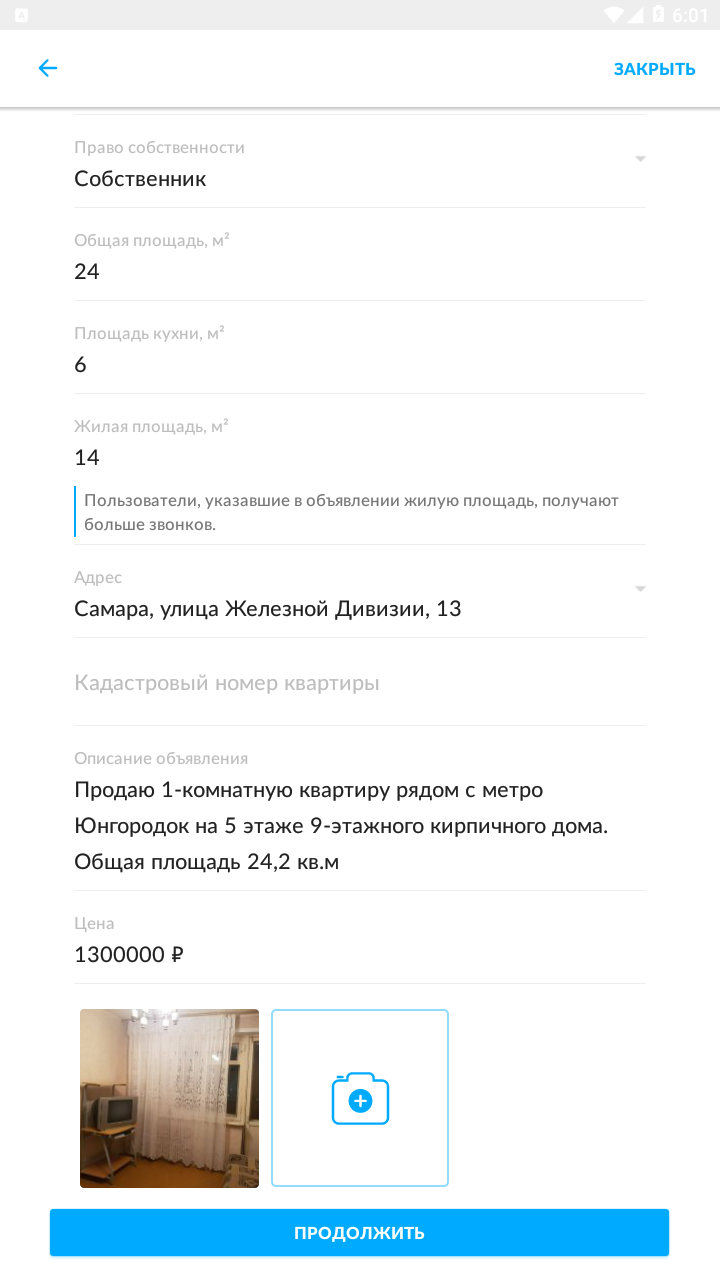 6:01
ЗАКРЫТЬ
Право собственности
Собственник
Общая площадь, м²
24
Площадь кухни, м²
6
Жилая площадь, м²
14
Пользователи, указавшие в объявлении жилую площадь, получают
больше звонков.
Адрес
Самара, улица Железной Дивизии, 13
Кадастровый номер квартиры
Описание объявления
Продаю 1-комнатную квартиру рядом с метро
Юнгородок на 5 этаже 9-этажного кирпичного дома.
Общая площадь 24,2 кв.м
Цена
1300000 ₽
ПРОДОЛЖИТЬ